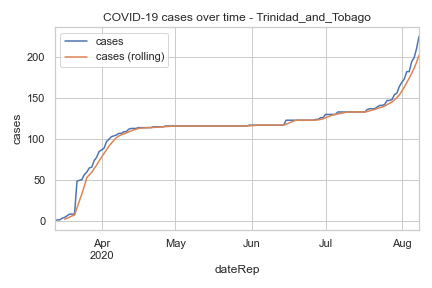 COVID-19 cases over time - Trinidad_and_Tobago
cases
cases (rolling)
cases
200
150
100
50
0
Apr
2020
May
Jun
Jul
Aug
dateRep